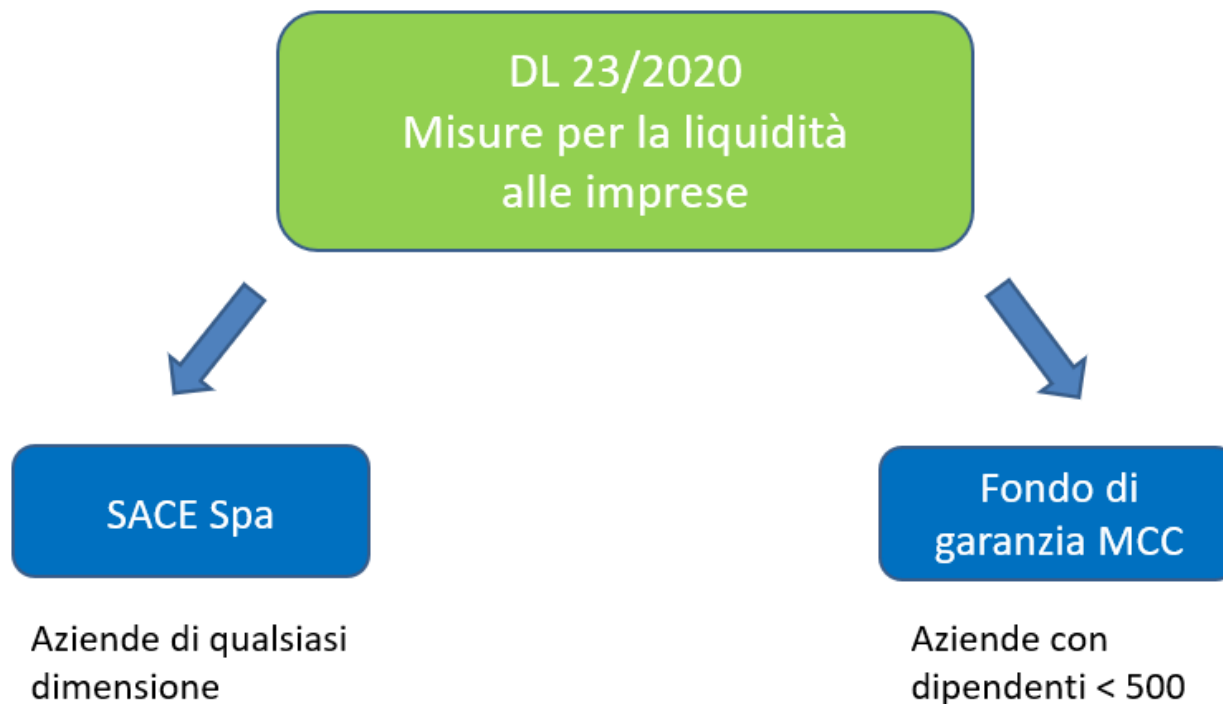 DL 23/2020
Misure per la liquidità
alle imprese
SACE Spa
Fondo di
garanzia MCC
Aziende di qualsiasi
dimensione
Aziende con
dipendenti < 500